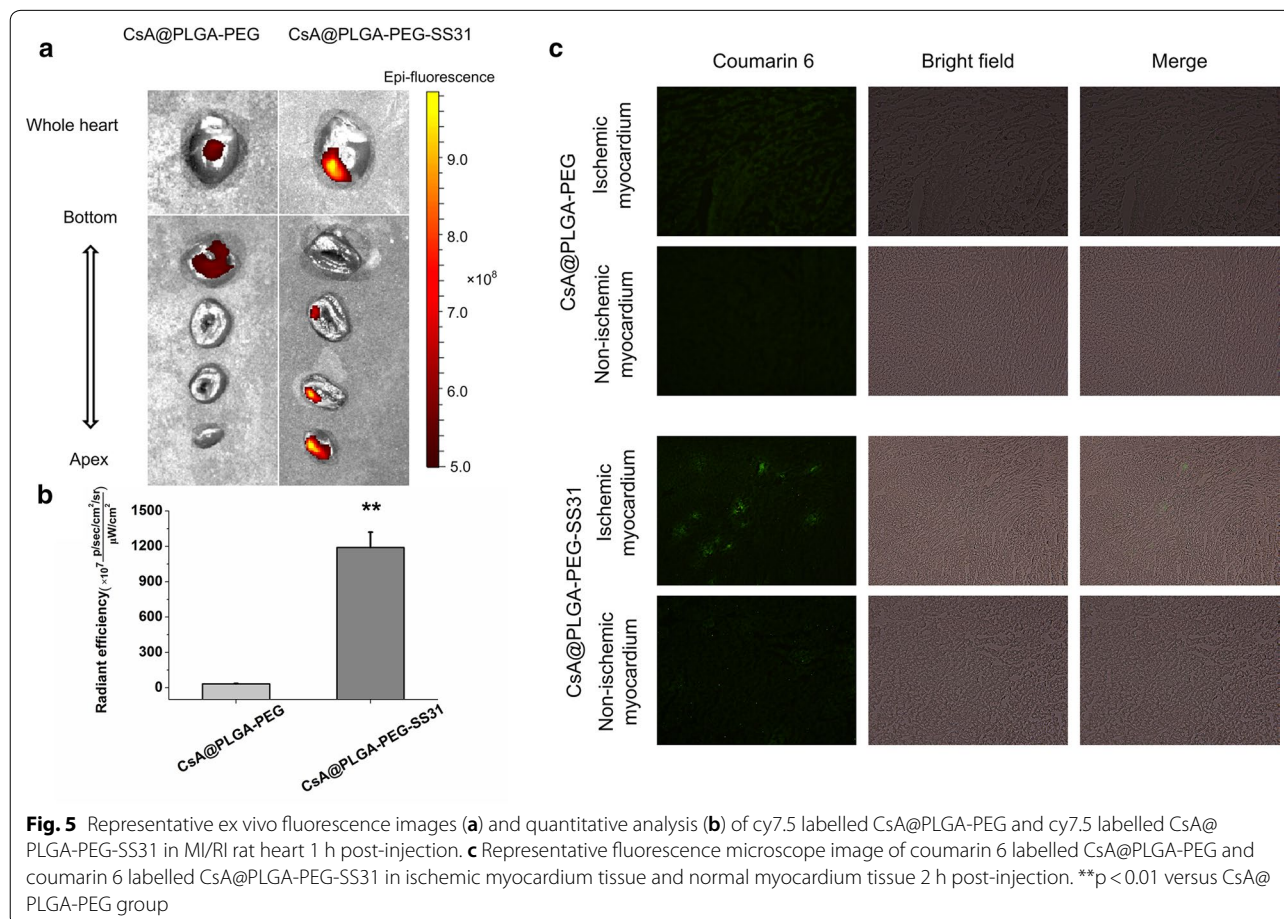 a
CsA@PLGA-PEG CsA@PLGA-PEG-SS31
Epi-fluorescence
Whole heart
Bottom
Apex
9.0
8.0
×10⁸
7.0
6.0
5.0
b
Radiant efficiency(×10⁷ p/sec/cm²/sr)
µW/cm²
1500
1200
900
600
300
0
**
CsA@PLGA-PEG
CsA@PLGA-PEG-SS31
c
Coumarin 6 Bright field Merge
CsA@PLGA-PEG
Ischemic
myocardium
Non-ischemic
myocardium
CsA@PLGA-PEG-SS31
Ischemic
myocardium
Non-ischemic
myocardium
Fig. 5 Representative ex vivo fluorescence images (a) and quantitative analysis (b) of cy7.5 labelled CsA@PLGA-PEG and cy7.5 labelled CsA@
PLGA-PEG-SS31 in MI/RI rat heart 1 h post-injection. c Representative fluorescence microscope image of coumarin 6 labelled CsA@PLGA-PEG and
coumarin 6 labelled CsA@PLGA-PEG-SS31 in ischemic myocardium tissue and normal myocardium tissue 2 h post-injection. **p < 0.01 versus CsA@
PLGA-PEG group